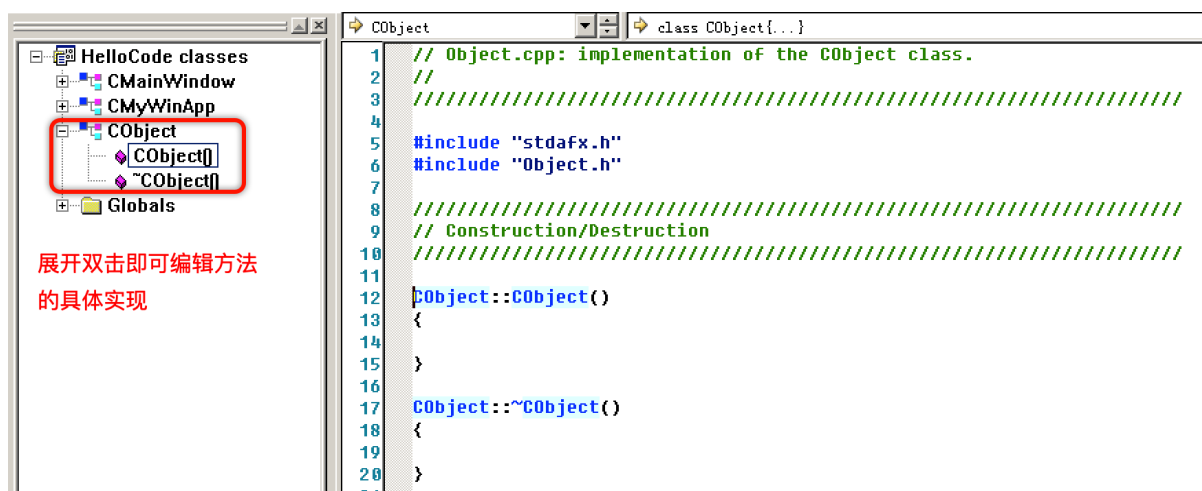 HelloCode classes
CMainWindow
CMyWinApp
CObject
CObject()
~CObject()
Globals
展开双击即可编辑方法
的具体实现
CObject
class CObject{...}
1 // Object.cpp: implementation of the CObject class.
2 //
3 //////////////////////////////////////////////////////////////////////
4
5 #include "stdafx.h"
6 #include "Object.h"
7
8 //////////////////////////////////////////////////////////////////////
9 // Construction/Destruction
10 //////////////////////////////////////////////////////////////////////
11
12 CObject::CObject()
13 {
14
15 }
16
17 CObject::~CObject()
18 {
19
20 }